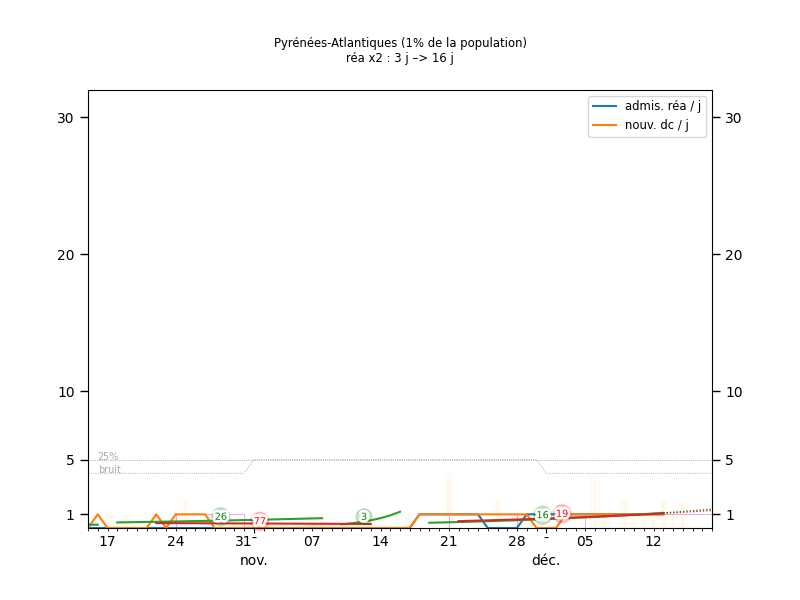 Pyrénées-Atlantiques (1% de la population)
réa x2 : 3 j –> 16 j
admis. réa / j
nouv. dc / j
30 30
20 20
10 10
25%
5 5
bruit
1 26 77 3 16 -19 1
17 24 31 07 14 21 28 05 12
nov. déc.